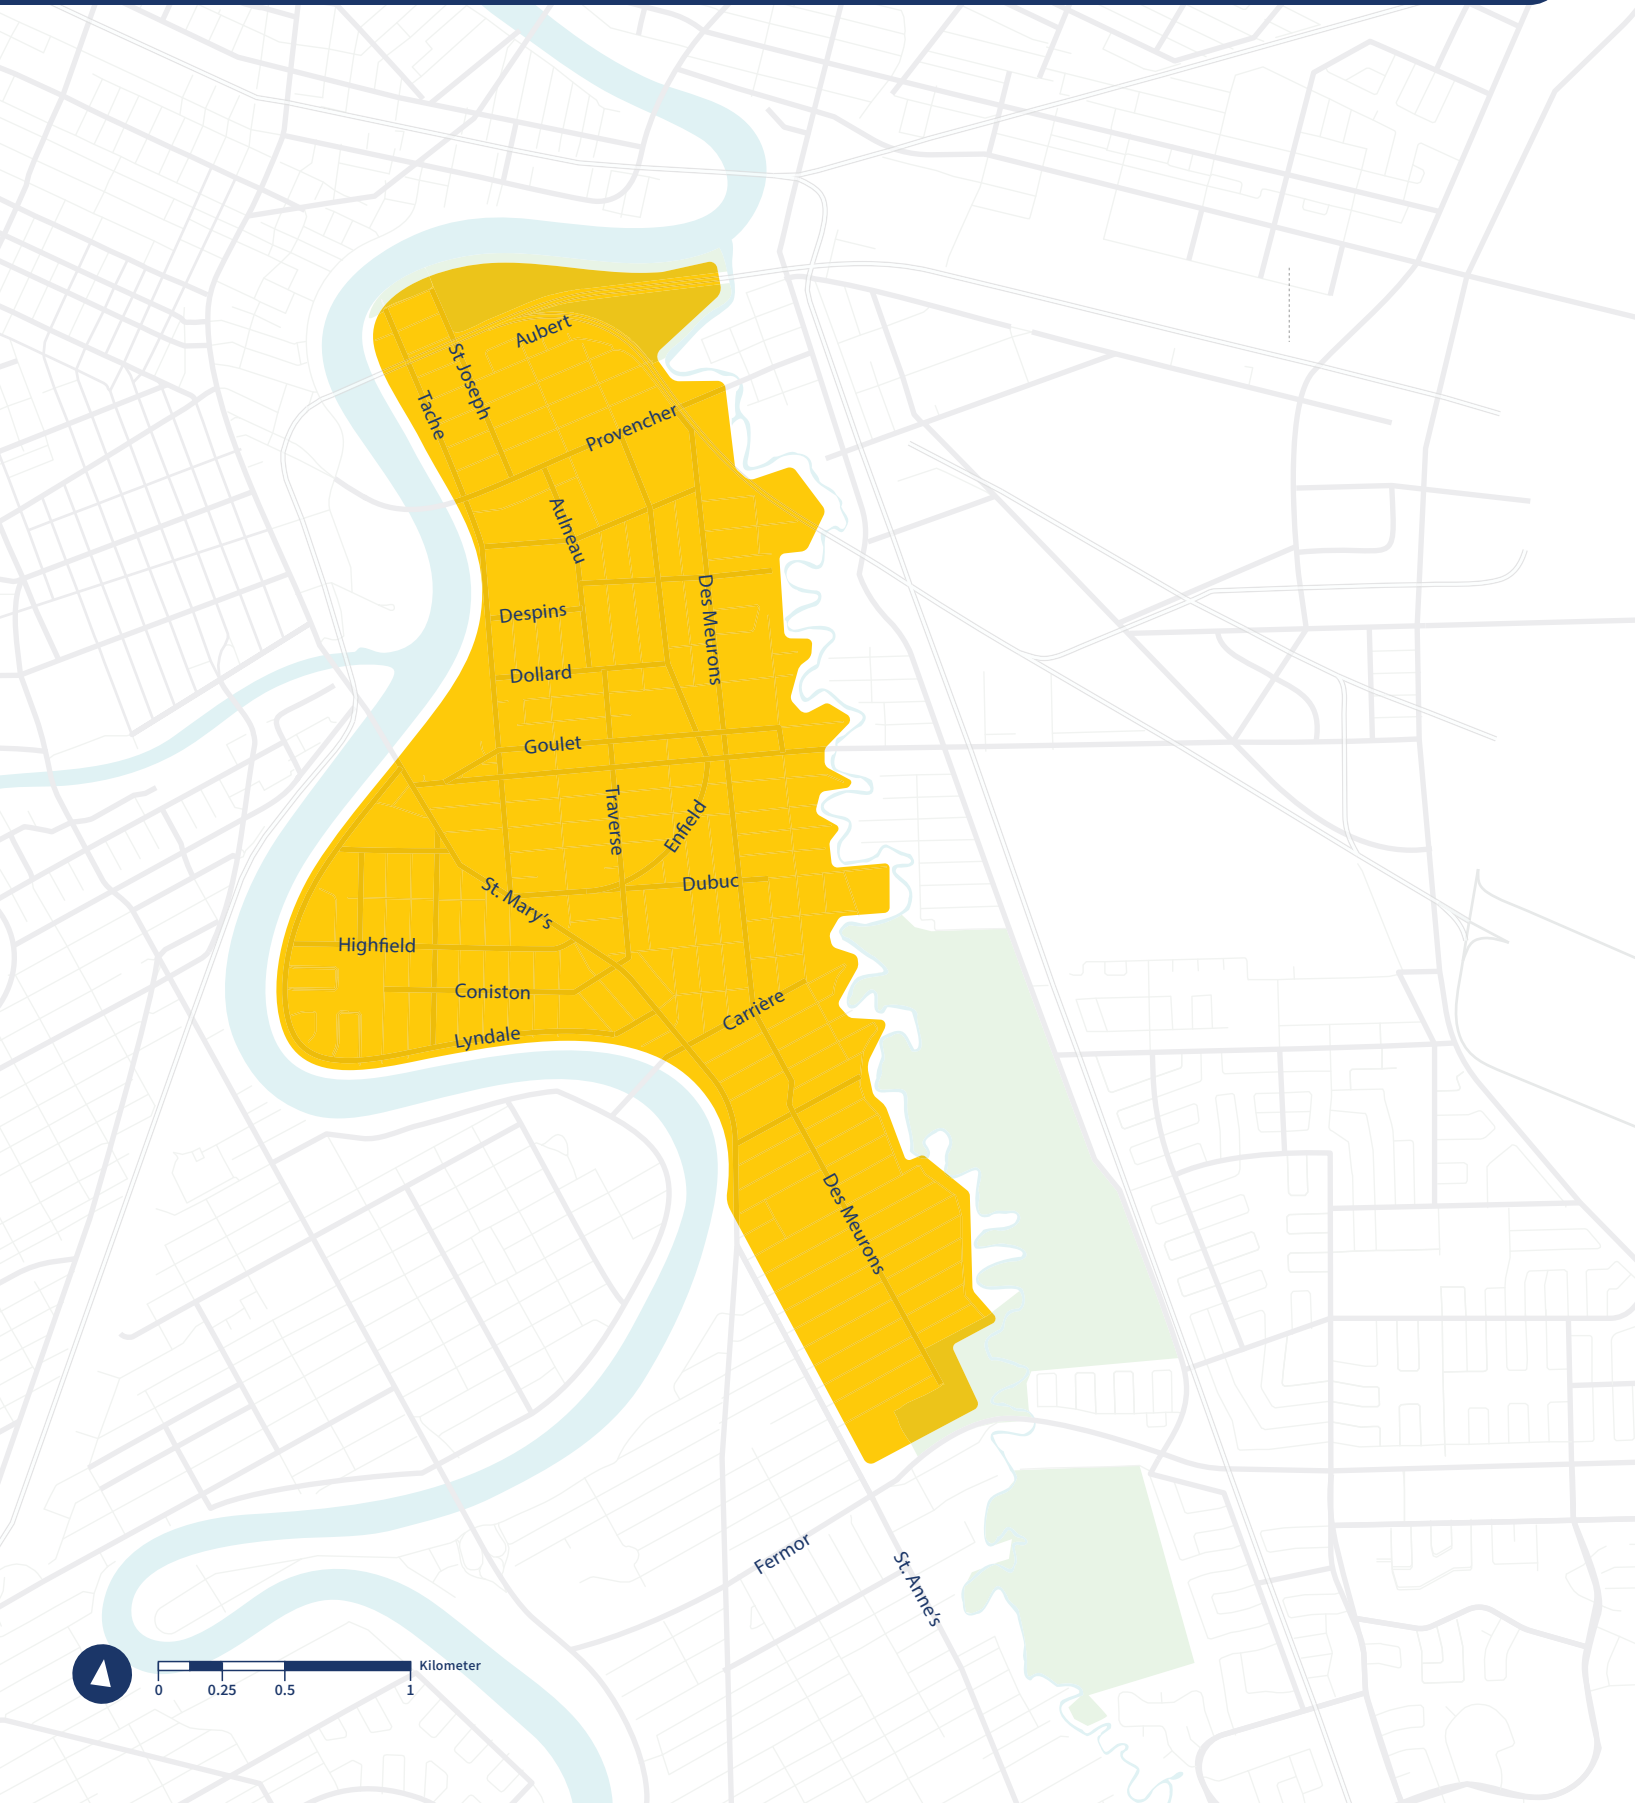 Aubert
St Joseph
Tache
Provencher
Aulneau
Des Meurons
Despins
Dollard
Goulet
Traverse
Enfield
Dubuc
St. Mary's
Highfield
Coniston
Carrière
Lyndale
Des Meurons
Fermor
St. Anne's
Kilometer
0 0.25 0.5 1